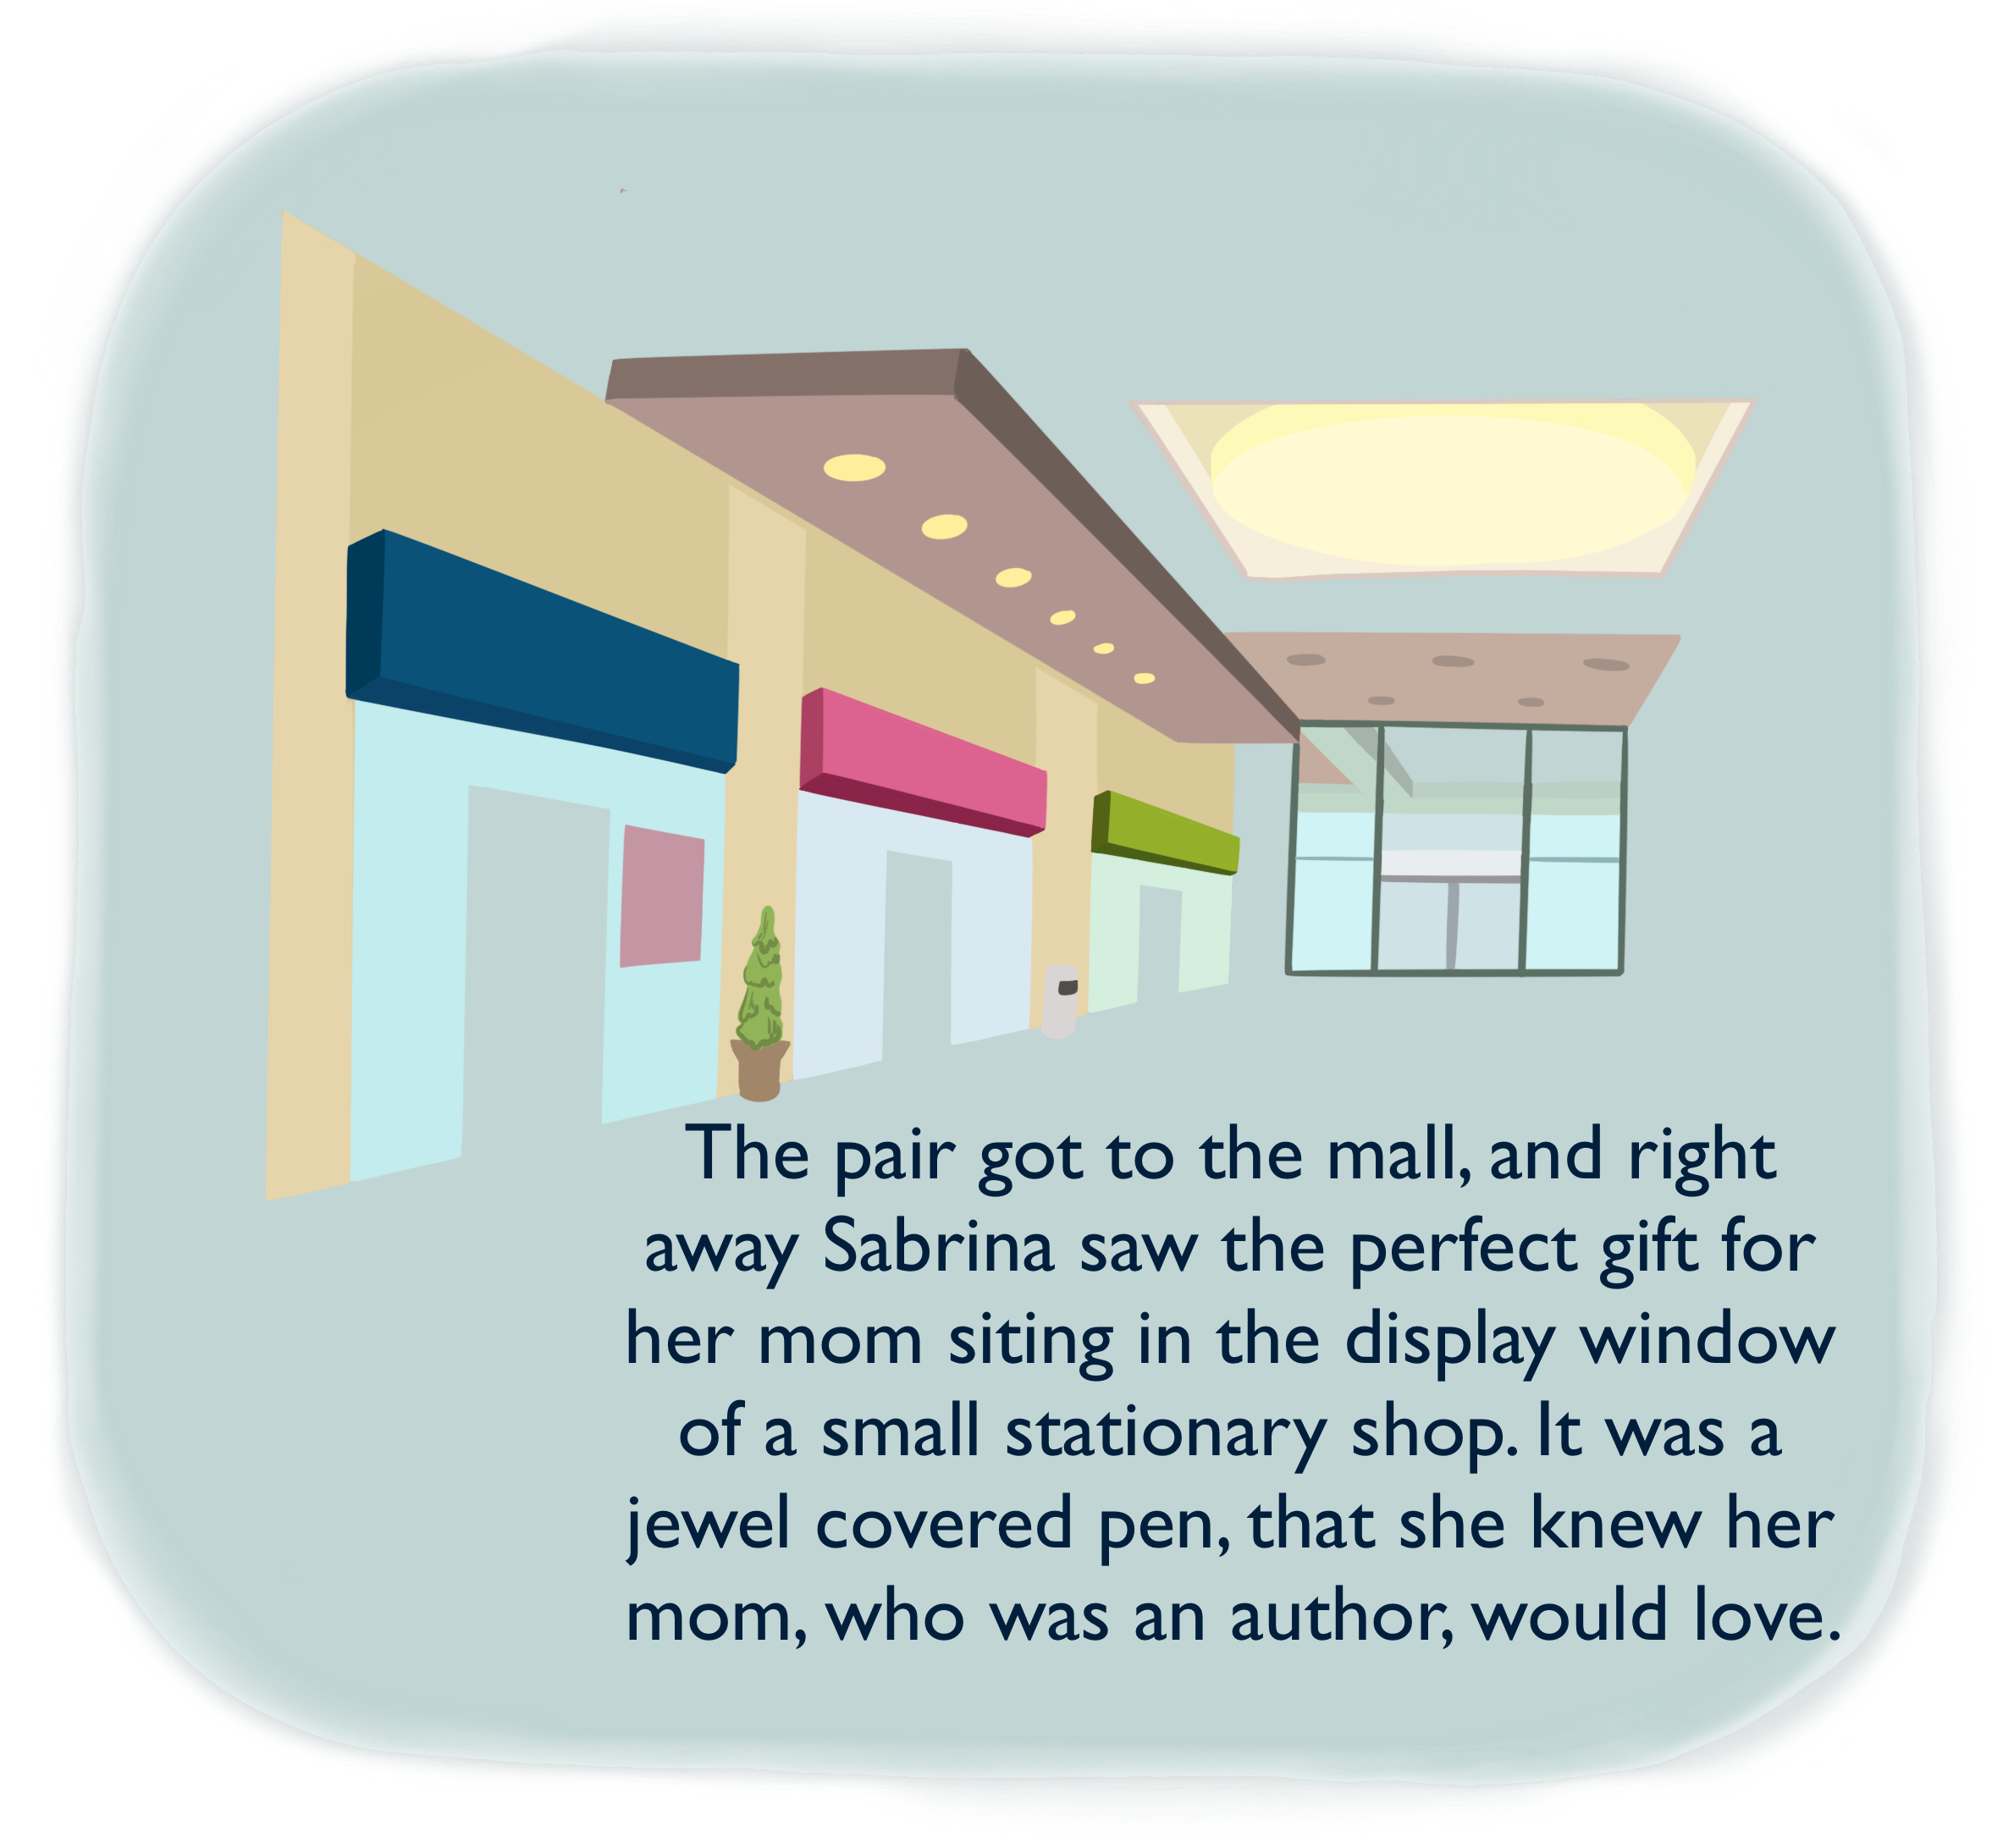 The pair got to the mall, and right
away Sabrina saw the perfect gift for
her mom siting in the display window
of a small stationary shop. It was a
jewel covered pen, that she knew her
mom, who was an author, would love.